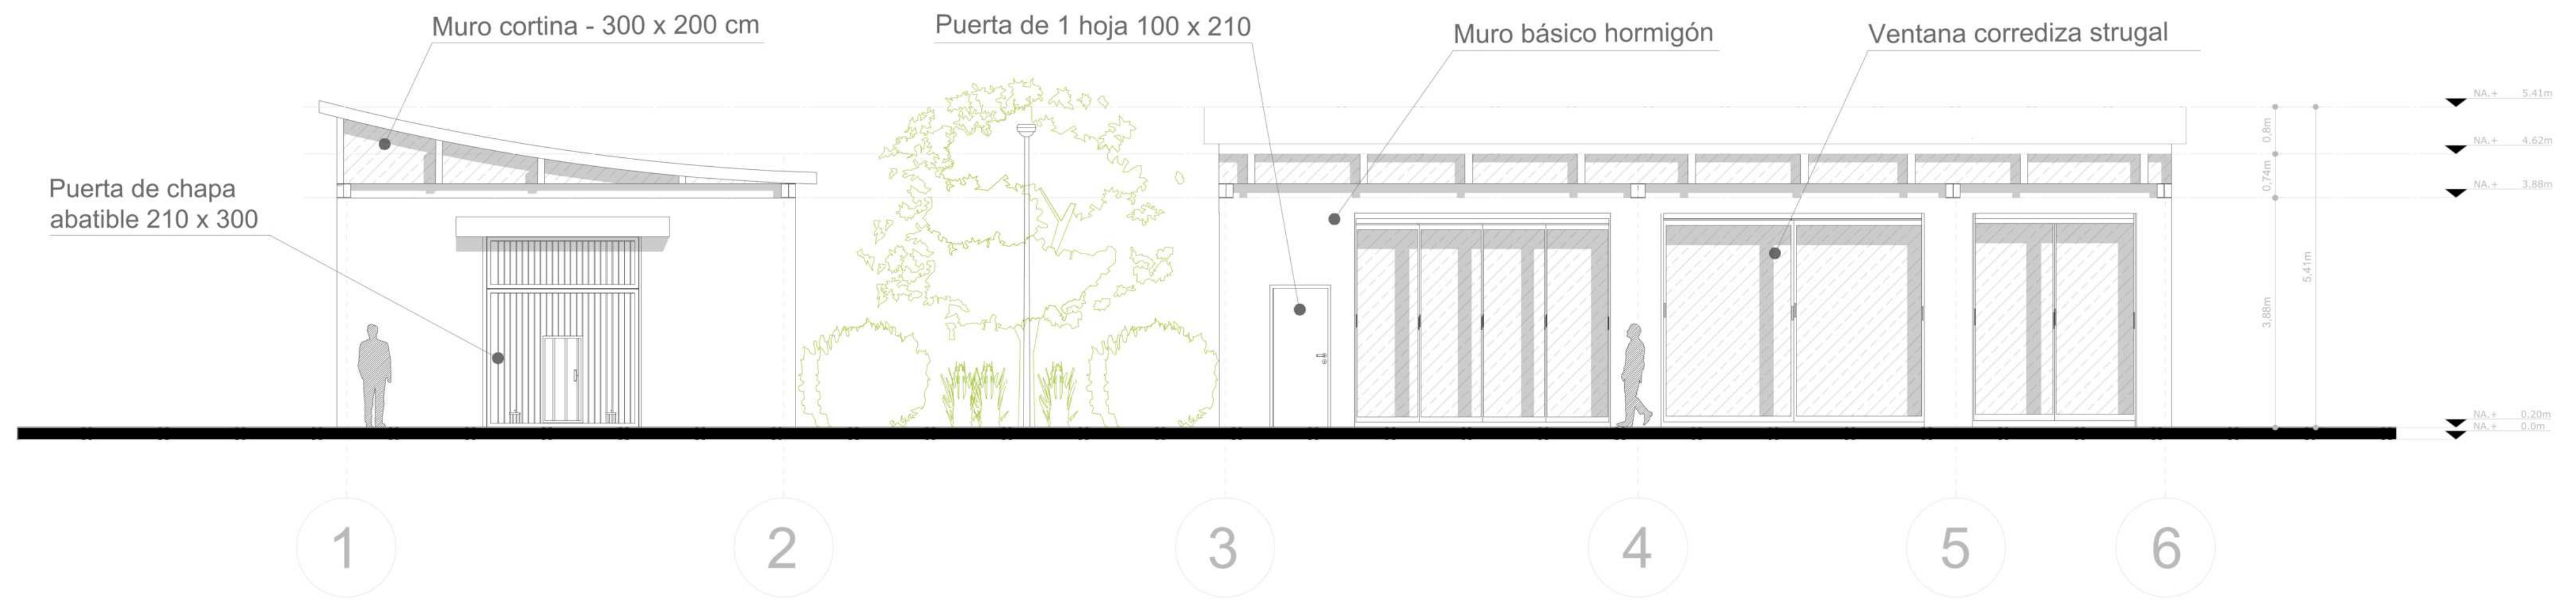 Muro cortina - 300 x 200 cm
Puerta de 1 hoja 100 x 210
Muro básico hormigón
Ventana corrediza strugal
Puerta de chapa
abatible 210 x 300
NA.+ 5.41m
NA.+ 4.62m
NA.+ 3.88m
NA.+ 0.20m
NA.+ 0.0m
0,8m
0,74m
3,88m
5,41m
1
2
3
4
5
6